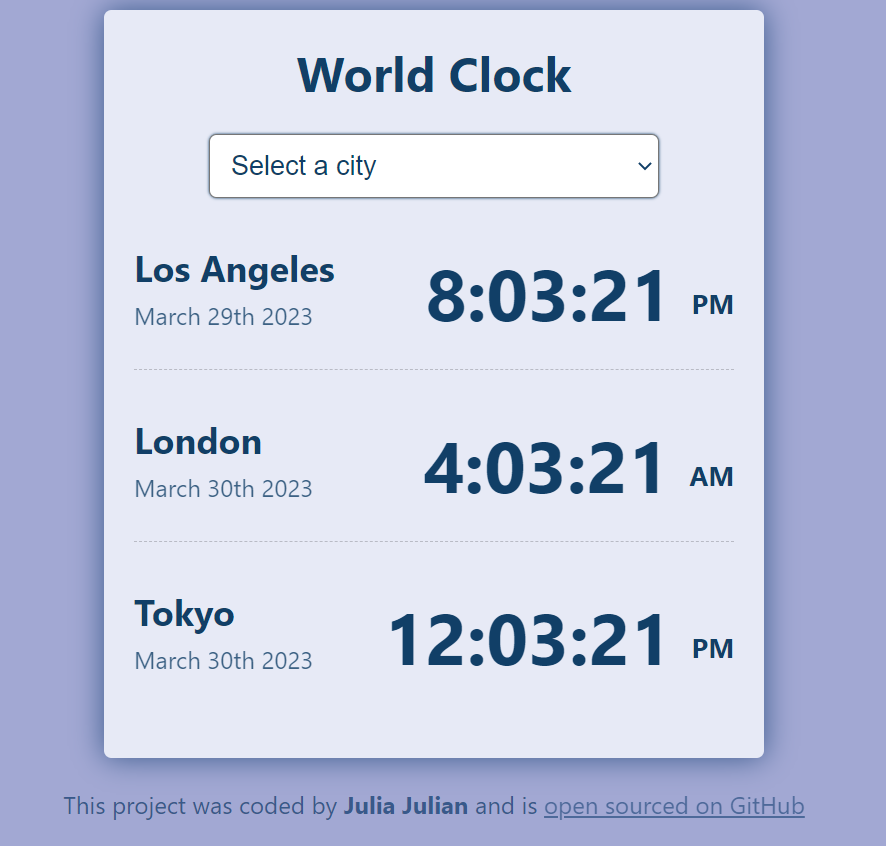 World Clock
Select a city
Los Angeles
March 29th 2023
8:03:21 PM
London
March 30th 2023
4:03:21 AM
Tokyo
March 30th 2023
12:03:21 PM
This project was coded by Julia Julian and is open sourced on GitHub